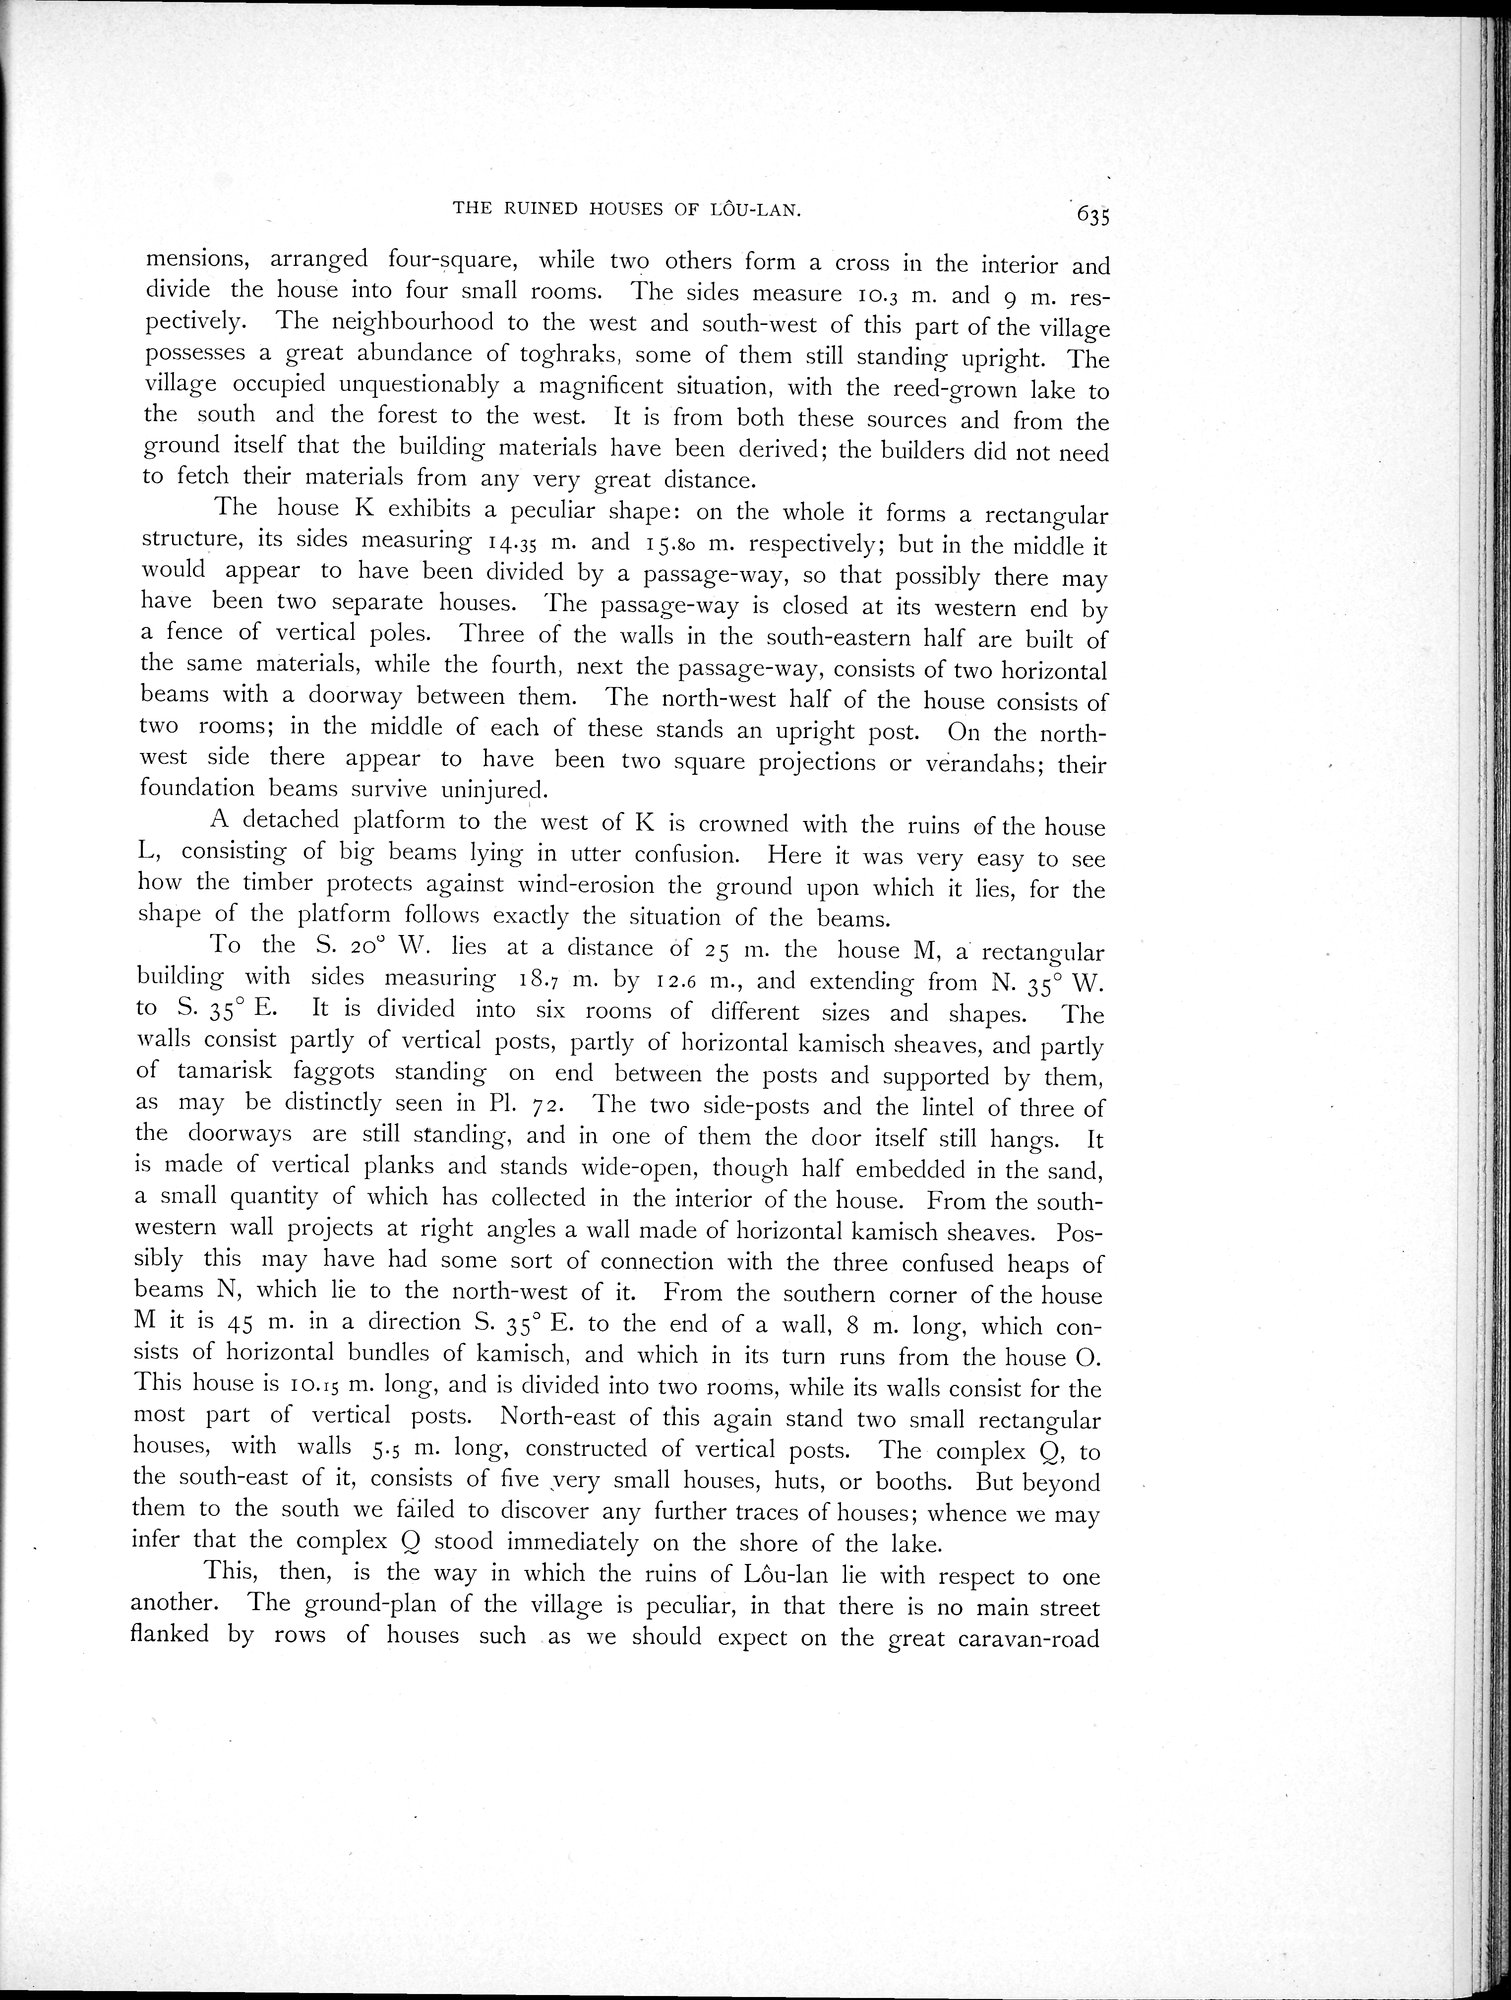 THE RUINED HOUSES OF LÔU-LAN. 635
mensions, arranged four-square, while two others form a cross in the interior and
divide the house into four small rooms. The sides measure 10.3 m. and 9 m. res-
pectively. The neighbourhood to the west and south-west of this part of the village
possesses a great abundance of toghraks, some of them still standing upright. The
village occupied unquestionably a magnificent situation, with the reed-grown lake to
the south and the forest to the west. It is from both these sources and from the
ground itself that the building materials have been derived; the builders did not need
to fetch their materials from any very great distance.
The house K exhibits a peculiar shape: on the whole it forms a rectangular
structure, its sides measuring 14.35 m. and 15.80 m. respectively; but in the middle it
would appear to have been divided by a passage-way, so that possibly there may
have been two separate houses. The passage-way is closed at its western end by
a fence of vertical poles. Three of the walls in the south-eastern half are built of
the same materials, while the fourth, next the passage-way, consists of two horizontal
beams with a doorway between them. The north-west half of the house consists of
two rooms; in the middle of each of these stands an upright post. On the north-
west side there appear to have been two square projections or verandahs; their
foundation beams survive uninjured.
A detached platform to the west of K is crowned with the ruins of the house
L, consisting of big beams lying in utter confusion. Here it was very easy to see
how the timber protects against wind-erosion the ground upon which it lies, for the
shape of the platform follows exactly the situation of the beams.
To the S. 20° W. lies at a distance of 25 m. the house M, a rectangular
building with sides measuring 18.7 m. by 12.6 m., and extending from N. 35° W.
to S. 35° E. It is divided into six rooms of different sizes and shapes. The
walls consist partly of vertical posts, partly of horizontal kamisch sheaves, and partly
of tamarisk faggots standing on end between the posts and supported by them,
as may be distinctly seen in Pl. 72. The two side-posts and the lintel of three of
the doorways are still standing, and in one of them the door itself still hangs. It
is made of vertical planks and stands wide-open, though half embedded in the sand,
a small quantity of which has collected in the interior of the house. From the south-
western wall projects at right angles a wall made of horizontal kamisch sheaves. Pos-
sibly this may have had some sort of connection with the three confused heaps of
beams N, which lie to the north-west of it. From the southern corner of the house
M it is 45 m. in a direction S. 35° E. to the end of a wall, 8 m. long, which con-
sists of horizontal bundles of kamisch, and which in its turn runs from the house O.
This house is 10.15 m. long, and is divided into two rooms, while its walls consist for the
most part of vertical posts. North-east of this again stand two small rectangular
houses, with walls 5.5 m. long, constructed of vertical posts. The complex Q, to
the south-east of it, consists of five very small houses, huts, or booths. But beyond
them to the south we failed to discover any further traces of houses; whence we may
infer that the complex Q stood immediately on the shore of the lake.
This, then, is the way in which the ruins of Lôu-lan lie with respect to one
another. The ground-plan of the village is peculiar, in that there is no main street
flanked by rows of houses such as we should expect on the great caravan-road